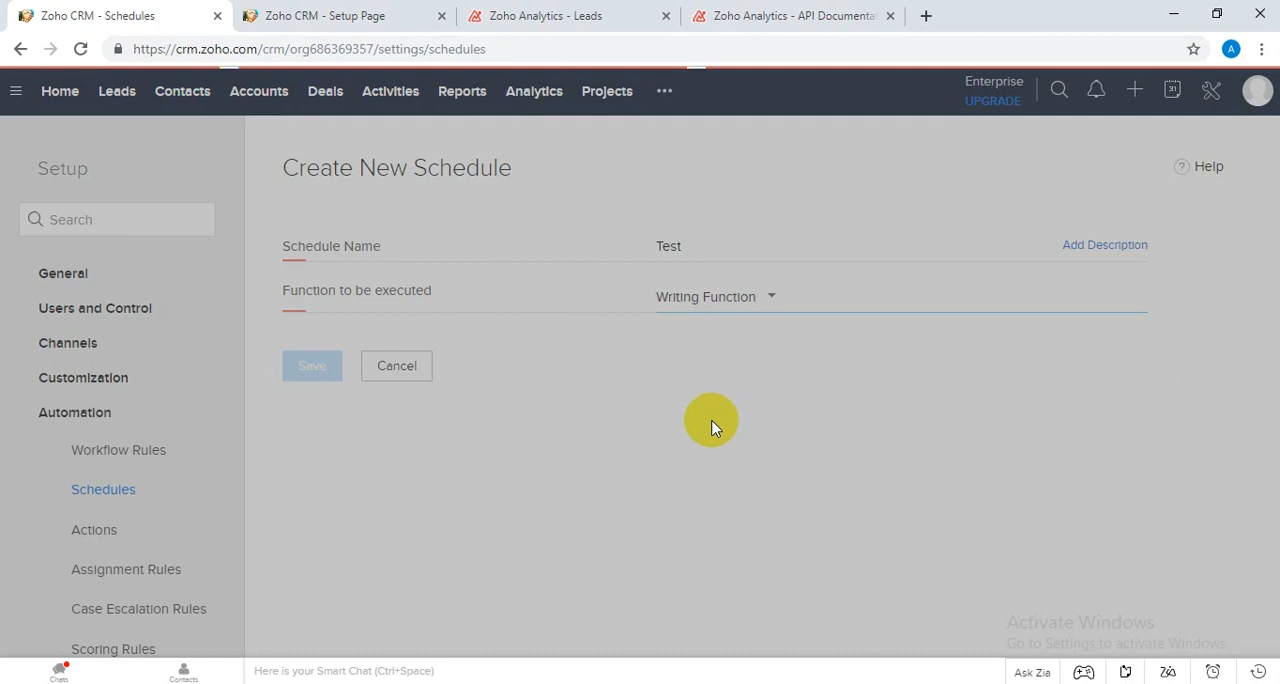 Zoho CRM - Schedules
Zoho CRM - Setup Page
Zoho Analytics - Leads
Zoho Analytics - API Documental
https://crm.zoho.com/crm/org686369357/settings/schedules
A
Home Leads Contacts Accounts Deals Activities Reports Analytics Projects
Enterprise
UPGRADE
31
Setup
Search
General
Users and Control
Channels
Customization
Automation
Workflow Rules
Schedules
Actions
Assignment Rules
Case Escalation Rules
Scoring Rules
Create New Schedule
? Help
Schedule Name Test Add Description
Function to be executed Writing Function
Save Cancel
Activate Windows
Go to Settings to activate Windows.
Chats Contacts Here is your Smart Chat (Ctrl+Space) Ask Zia